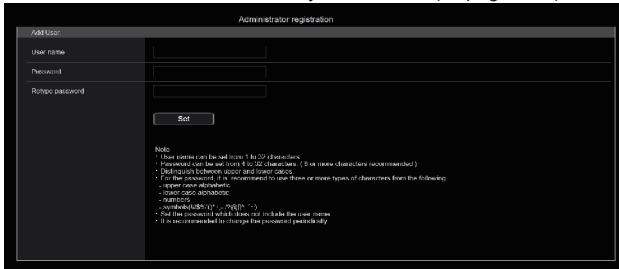 Administrator registration
Add User
User name
Password
Retype password
Set
Note
・User name can be set from 1 to 32 characters
・Password can be set from 4 to 32 characters. ( 8 or more characters recommended )
・Distinguish between upper and lower cases.
・For the password, it is recommend to use three or more types of characters from the following
- upper case alphabetic
- lower case alphabetic
- numbers
・Set the password which does not include the user name
・It is recommended to change the password periodically